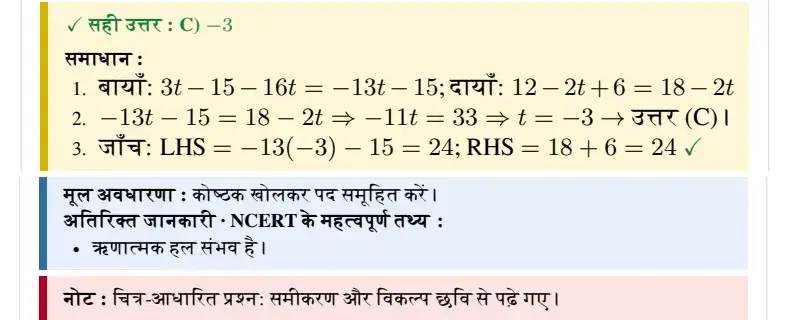 ✓ सही उत्तर : C) −3
समाधान :
1. बायाँ: 3t − 15 − 16t = −13t − 15; दायाँ: 12 − 2t + 6 = 18 − 2t
2. −13t − 15 = 18 − 2t ⇒ −11t = 33 ⇒ t = −3 → उत्तर (C)।
3. जाँच: LHS = −13(−3) − 15 = 24; RHS = 18 + 6 = 24 ✓
मूल अवधारणा : कोष्ठक खोलकर पद समूहित करें।
अतिरिक्त जानकारी · NCERT के महत्वपूर्ण तथ्य :
• ऋणात्मक हल संभव है।
नोट : चित्र-आधारित प्रश्न: समीकरण और विकल्प छवि से पढ़े गए।